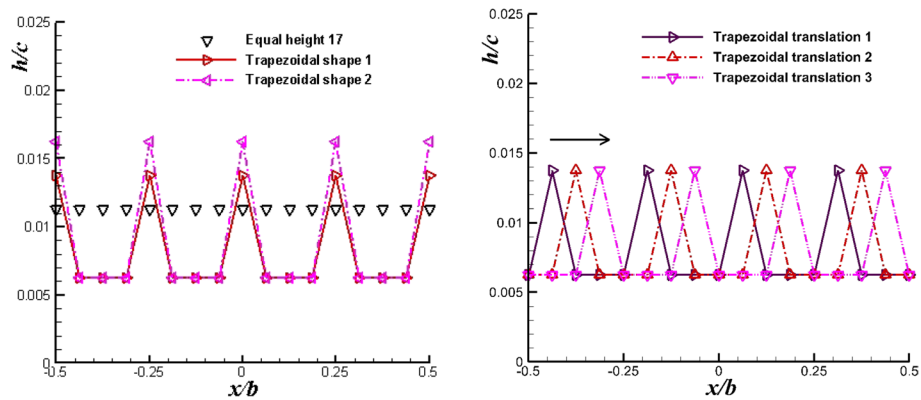 0.025
h/c
0.02
0.015
0.01
0.005
0
-0.5
-0.25
0
0.25
0.5
x/b
Equal height 17
Trapezoidal shape 1
Trapezoidal shape 2
0.025
h/c
0.02
0.015
0.01
0.005
0
-0.5
-0.25
0
0.25
0.5
x/b
Trapezoidal translation 1
Trapezoidal translation 2
Trapezoidal translation 3